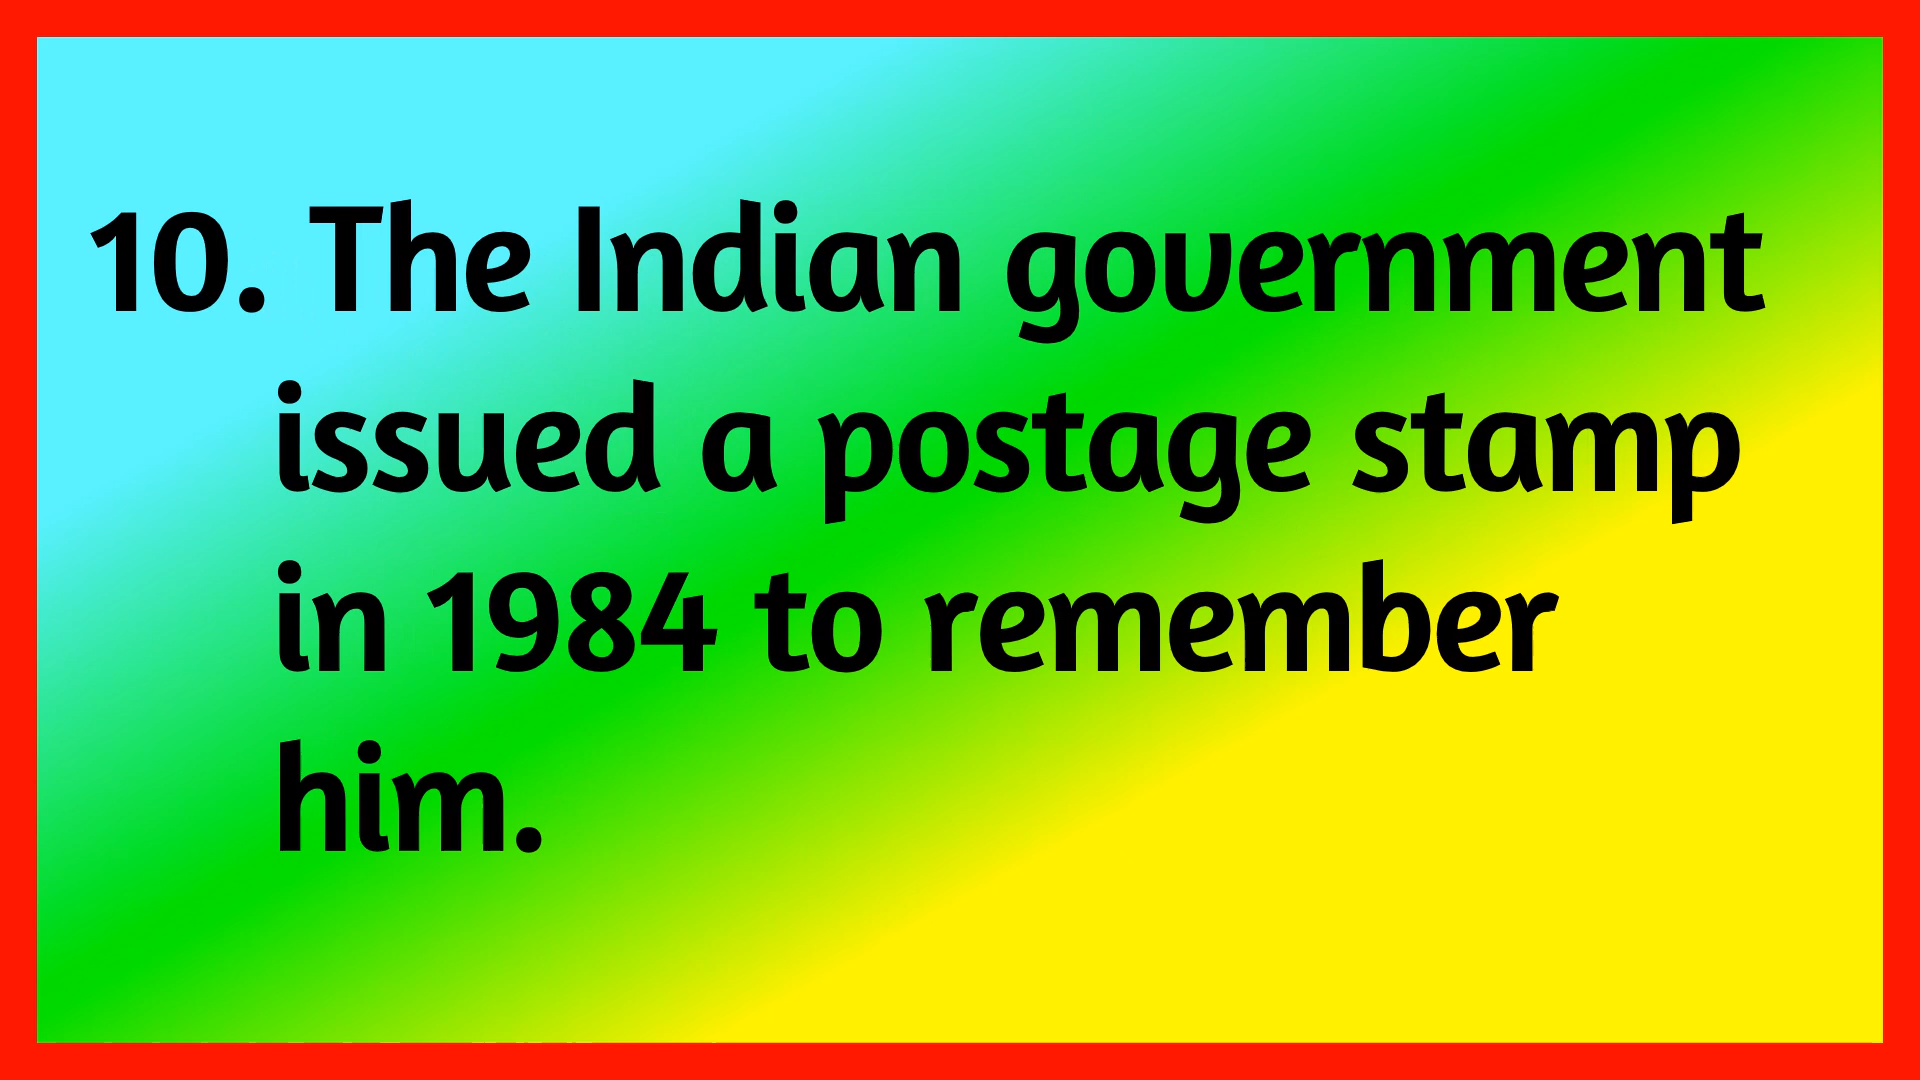 10. The Indian government
issued a postage stamp
in 1984 to remember
him.